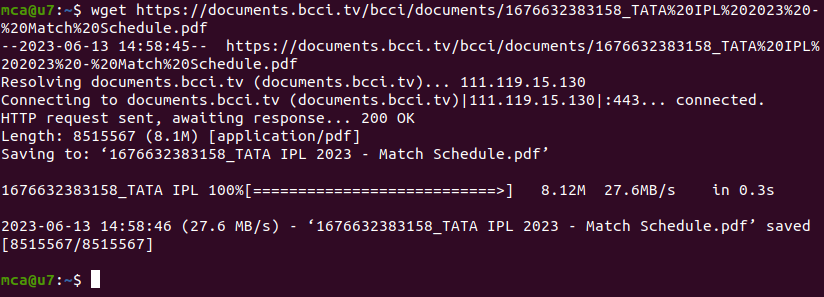 mca@u7:~$ wget https://documents.bcci.tv/bcci/documents/1676632383158_TATA%20IPL%202023%20-
%20Match%20Schedule.pdf
--2023-06-13 14:58:45--  https://documents.bcci.tv/bcci/documents/1676632383158_TATA%20IPL%
202023%20-%20Match%20Schedule.pdf
Resolving documents.bcci.tv (documents.bcci.tv)... 111.119.15.130
Connecting to documents.bcci.tv (documents.bcci.tv)|111.119.15.130|:443... connected.
HTTP request sent, awaiting response... 200 OK
Length: 8515567 (8.1M) [application/pdf]
Saving to: ‘1676632383158_TATA IPL 2023 - Match Schedule.pdf’
1676632383158_TATA IPL 100%[===========================>]   8.12M  27.6MB/s    in 0.3s
2023-06-13 14:58:46 (27.6 MB/s) - ‘1676632383158_TATA IPL 2023 - Match Schedule.pdf’ saved
[8515567/8515567]
mca@u7:~$